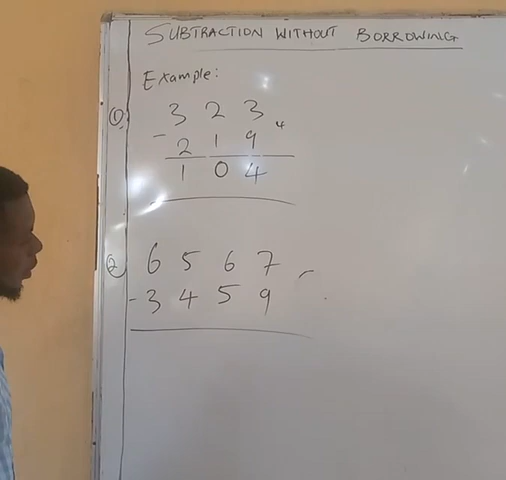 SUBTRACTION WITHOUT BORROWING
Example:
① 3 2 3
- 2 1 9 4
1 0 4
② 6 5 6 7
- 3 4 5 9